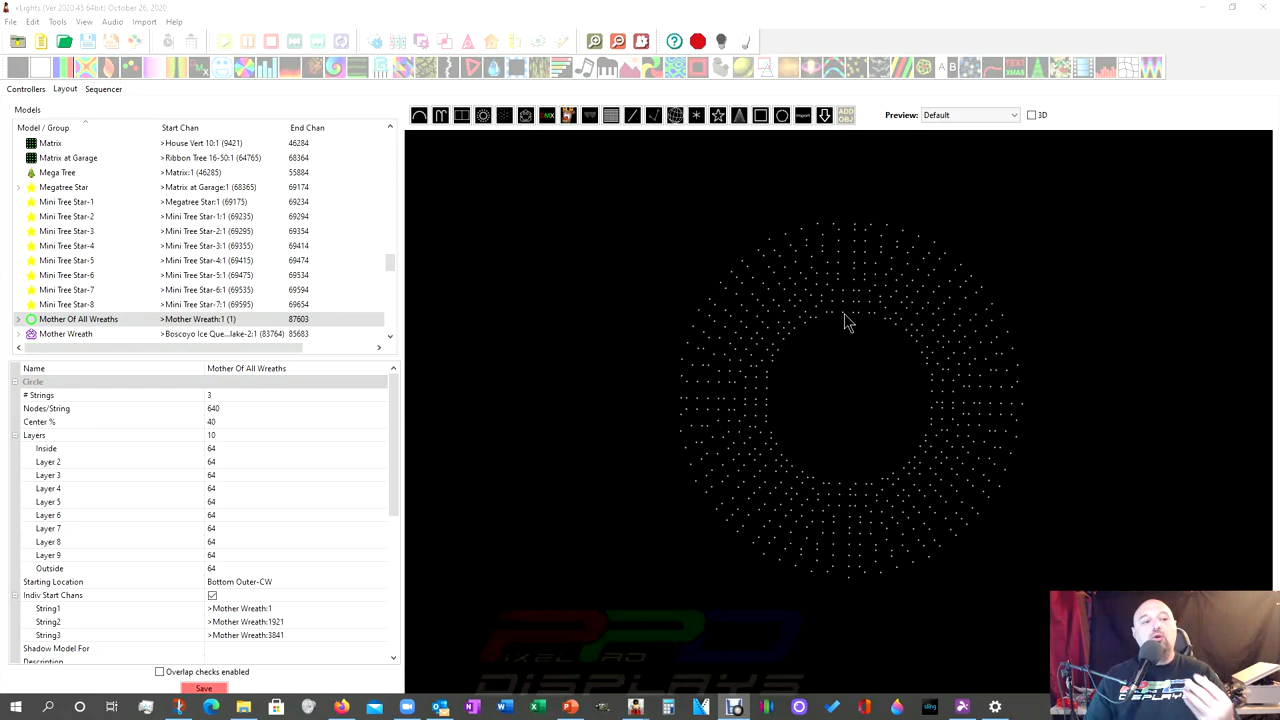 xLights (Ver 2020.45 64bit) October 26, 2020
File Edit Tools View Audio Import Help
Controllers Layout Sequencer
Models
Preview: Default 3D
Model / Group Start Chan End Chan
Matrix >House Vert 10:1 (9421) 46284
Matrix at Garage >Ribbon Tree 16-50:1 (64765) 68364
Mega Tree >Matrix:1 (46285) 55884
Megatree Star >Matrix at Garage:1 (68365) 69174
Mini Tree Star-1 >Megatree Star:1 (69175) 69234
Mini Tree Star-2 >Mini Tree Star-1:1 (69235) 69294
Mini Tree Star-3 >Mini Tree Star-2:1 (69295) 69354
Mini Tree Star-4 >Mini Tree Star-3:1 (69355) 69414
Mini Tree Star-5 >Mini Tree Star-4:1 (69415) 69474
Mini Tree Star-6 >Mini Tree Star-5:1 (69475) 69534
Mini Tree Star-7 >Mini Tree Star-6:1 (69535) 69594
Mini Tree Star-8 >Mini Tree Star-7:1 (69595) 69654
Mother Of All Wreaths >Mother Wreath:1 (1) 87603
Mother Wreath >Boscoyo Ice Que...lake-2:1 (83764) 85683
Name Mother Of All Wreaths
Circle
# Strings 3
Nodes/String 640
Center % 40
Layers 10
Inside 64
Layer 2 64
Layer 3 64
Layer 4 64
Layer 5 64
Layer 6 64
Layer 7 64
Layer 8 64
Layer 9 64
Outside 64
Starting Location Bottom Outer-CW
Indiv Start Chans
String1 >Mother Wreath:1
String2 >Mother Wreath:1921
String3 >Mother Wreath:3841
Shadow Model For
Description
Overlap checks enabled
Save
PIXEL PRO
DISPLAYS